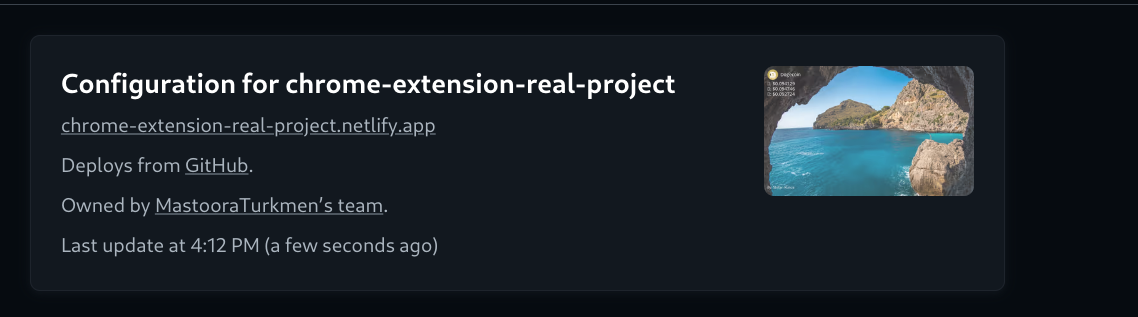 Configuration for chrome-extension-real-project
chrome-extension-real-project.netlify.app
Deploys from GitHub.
Owned by MastooraTurkmen's team.
Last update at 4:12 PM (a few seconds ago)
Dogecoin